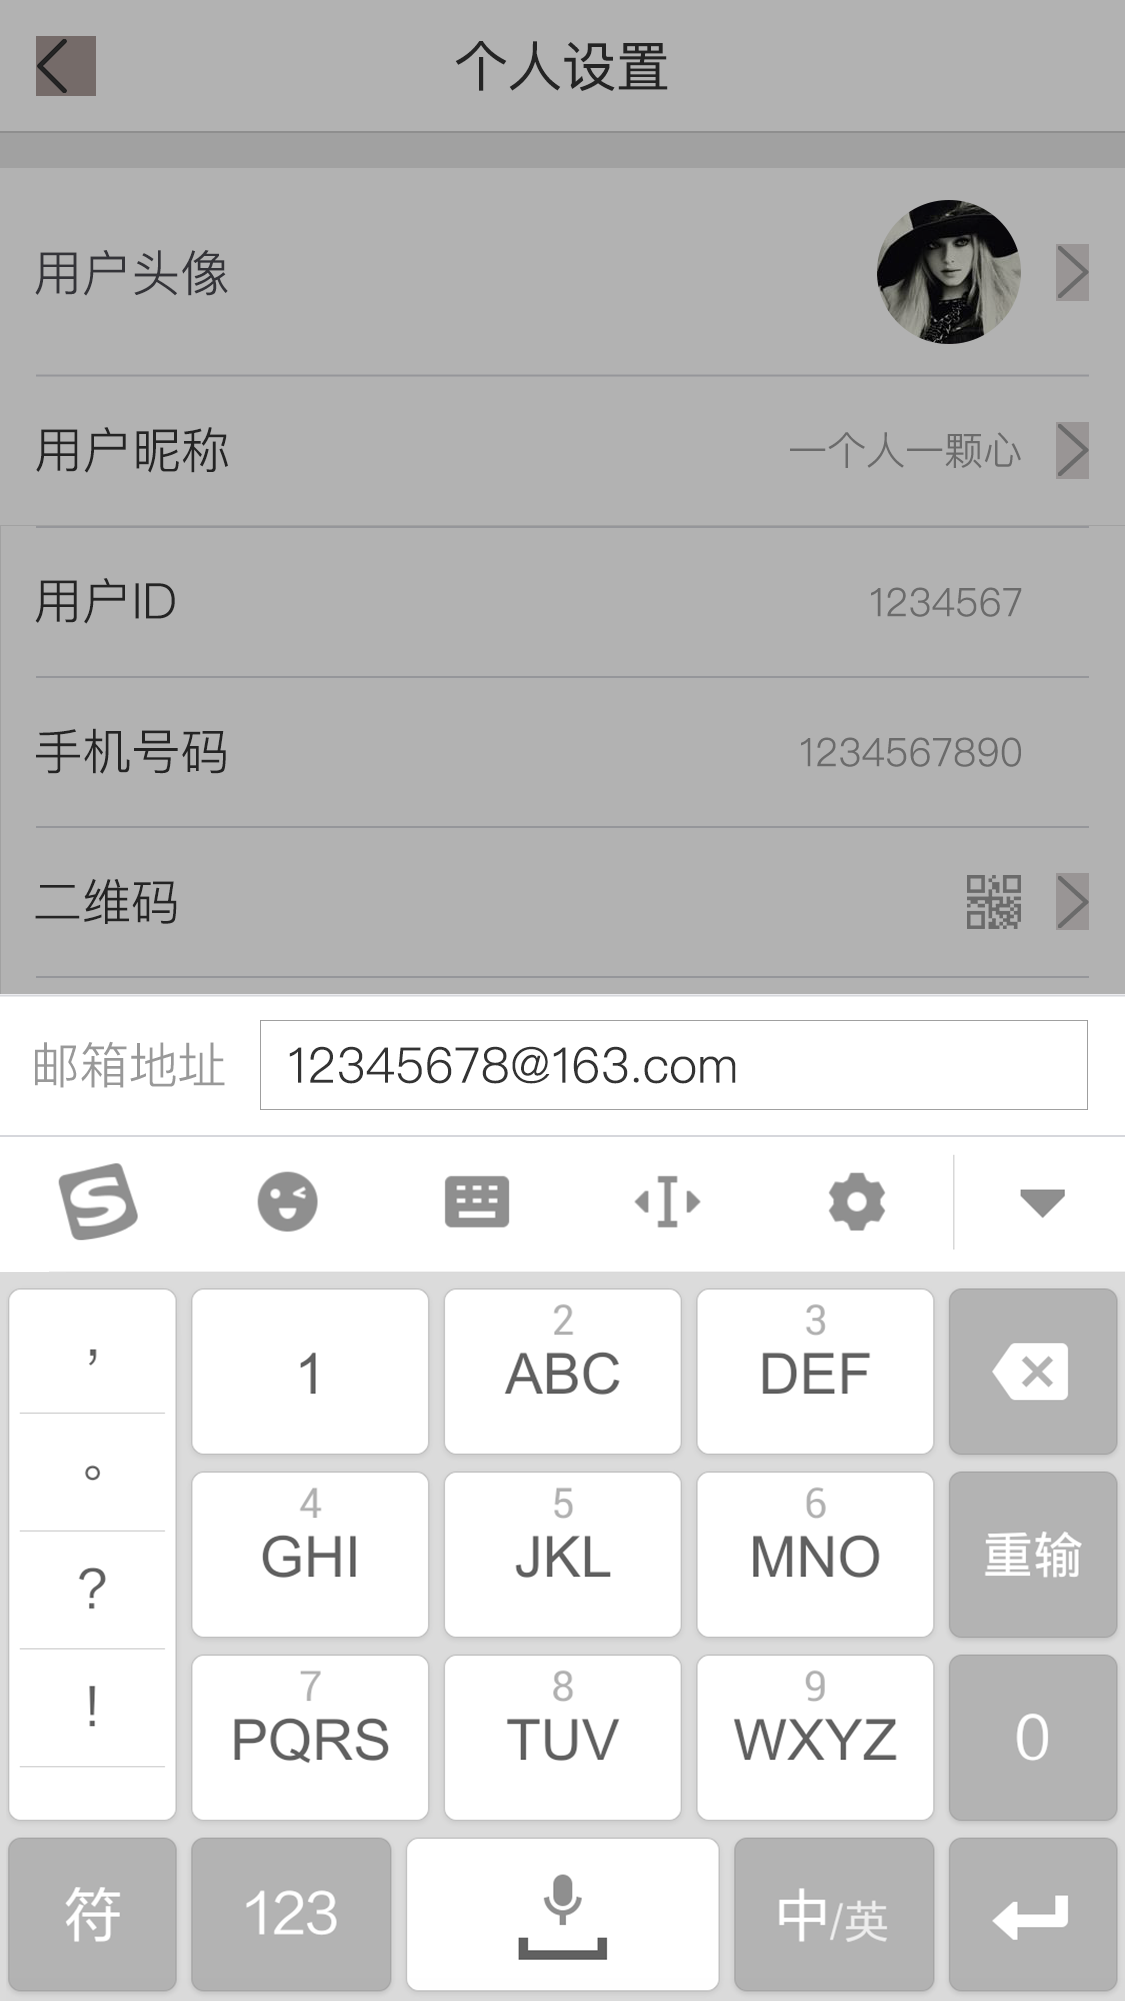 个人设置
用户头像
用户昵称 一个人一颗心
用户ID 1234567
手机号码 1234567890
二维码
邮箱地址 12345678@163.com
S
, 1 2 ABC 3 DEF
。 4 GHI 5 JKL 6 MNO 重输
?
! 7 PQRS 8 TUV 9 WXYZ 0
符 123 中/英